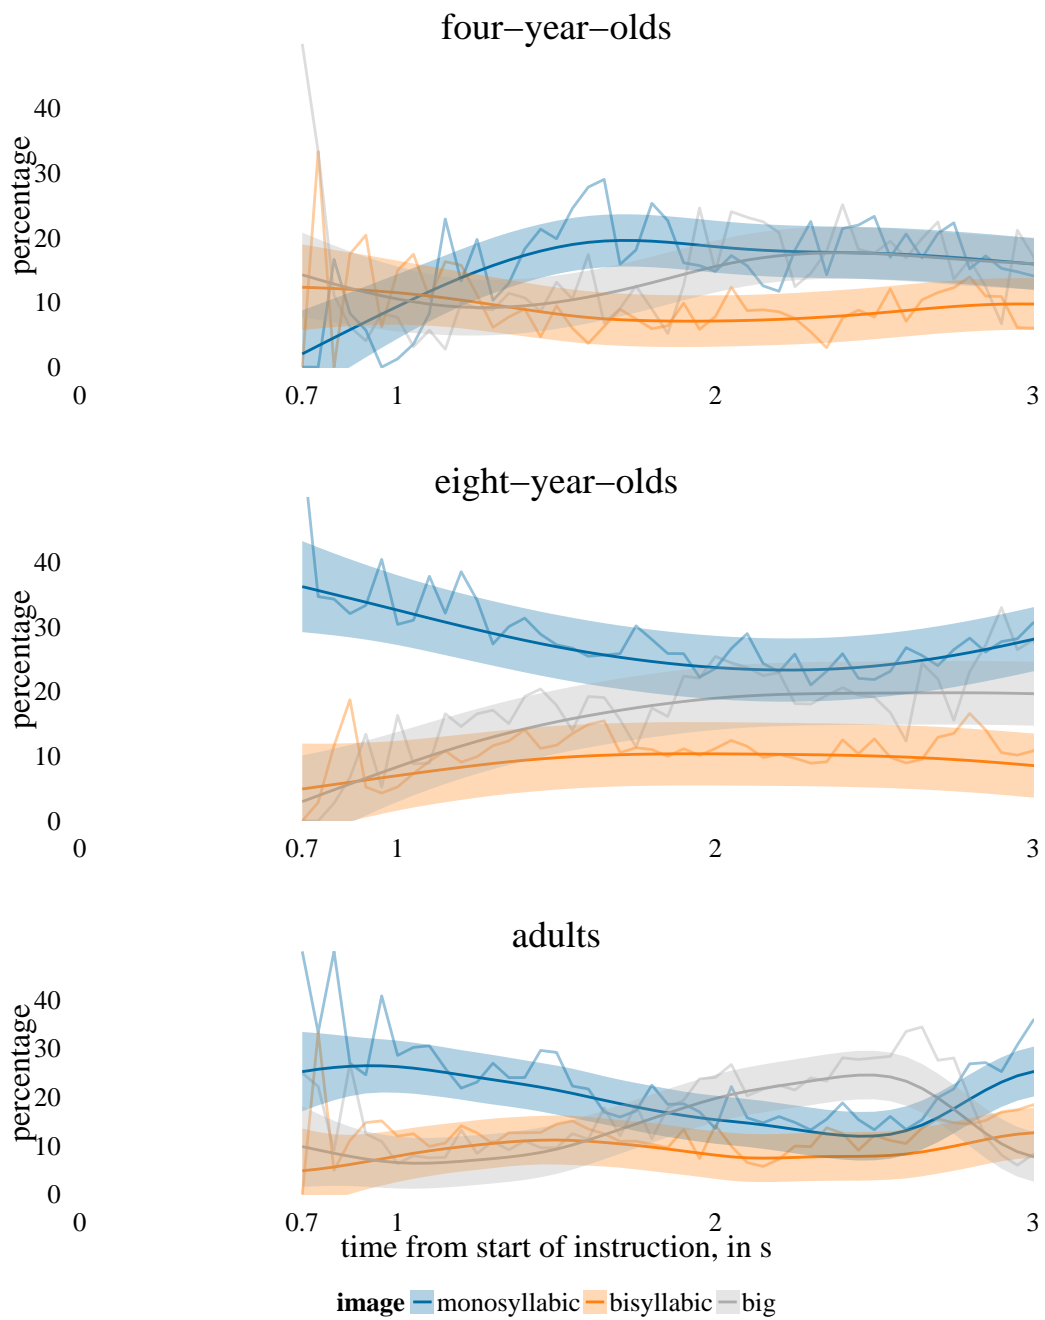 four−year−olds
percentage
40
30
20
10
0
0 0.7 1 2 3
eight−year−olds
percentage
40
30
20
10
0
0 0.7 1 2 3
adults
percentage
40
30
20
10
0
0 0.7 1 2 3
time from start of instruction, in s
image monosyllabic bisyllabic big